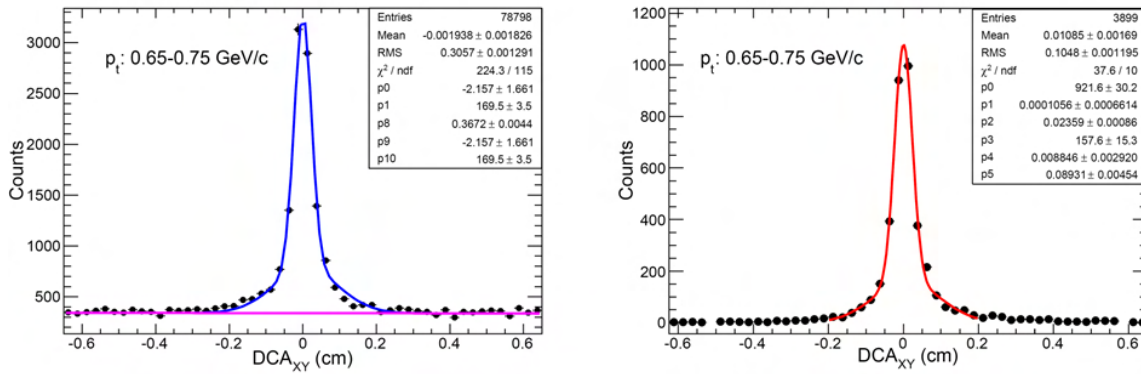 Entries 78798
Mean -0.001938 ± 0.001826
RMS 0.3057 ± 0.001291
χ² / ndf 224.3 / 115
p0 -2.157 ± 1.661
p1 169.5 ± 3.5
p8 0.3672 ± 0.0044
p9 -2.157 ± 1.661
p10 169.5 ± 3.5
pₜ: 0.65-0.75 GeV/c
Counts
3000
2500
2000
1500
1000
500
-0.6 -0.4 -0.2 0 0.2 0.4 0.6
DCA_XY (cm)
Entries 3899
Mean 0.01085 ± 0.00169
RMS 0.1048 ± 0.001195
χ² / ndf 37.6 / 10
p0 921.6 ± 30.2
p1 0.0001056 ± 0.0006614
p2 0.02359 ± 0.00086
p3 157.6 ± 15.3
p4 0.008846 ± 0.002920
p5 0.08931 ± 0.00454
pₜ: 0.65-0.75 GeV/c
Counts
1200
1000
800
600
400
200
0
-0.6 -0.4 -0.2 0 0.2 0.4 0.6
DCA_XY (cm)